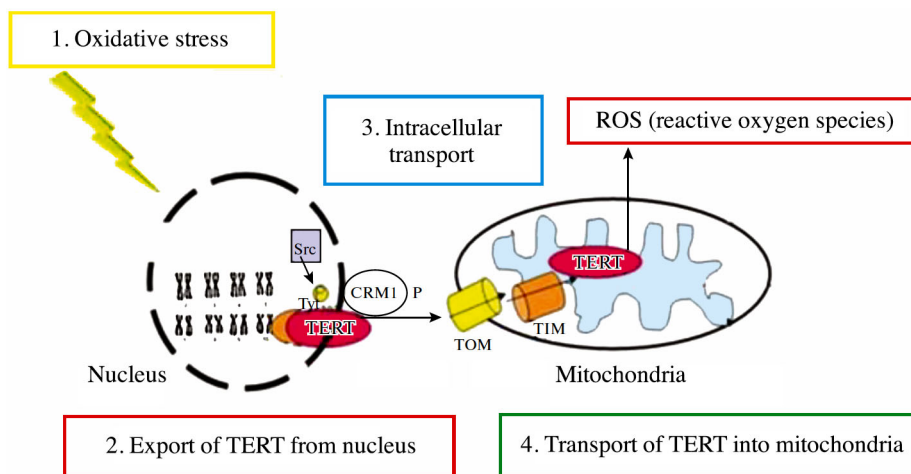 1. Oxidative stress
3. Intracellular
transport
ROS (reactive oxygen species)
Src
Tyr
CRM1
P
TERT
TERT
TOM
TIM
Nucleus
Mitochondria
2. Export of TERT from nucleus
4. Transport of TERT into mitochondria